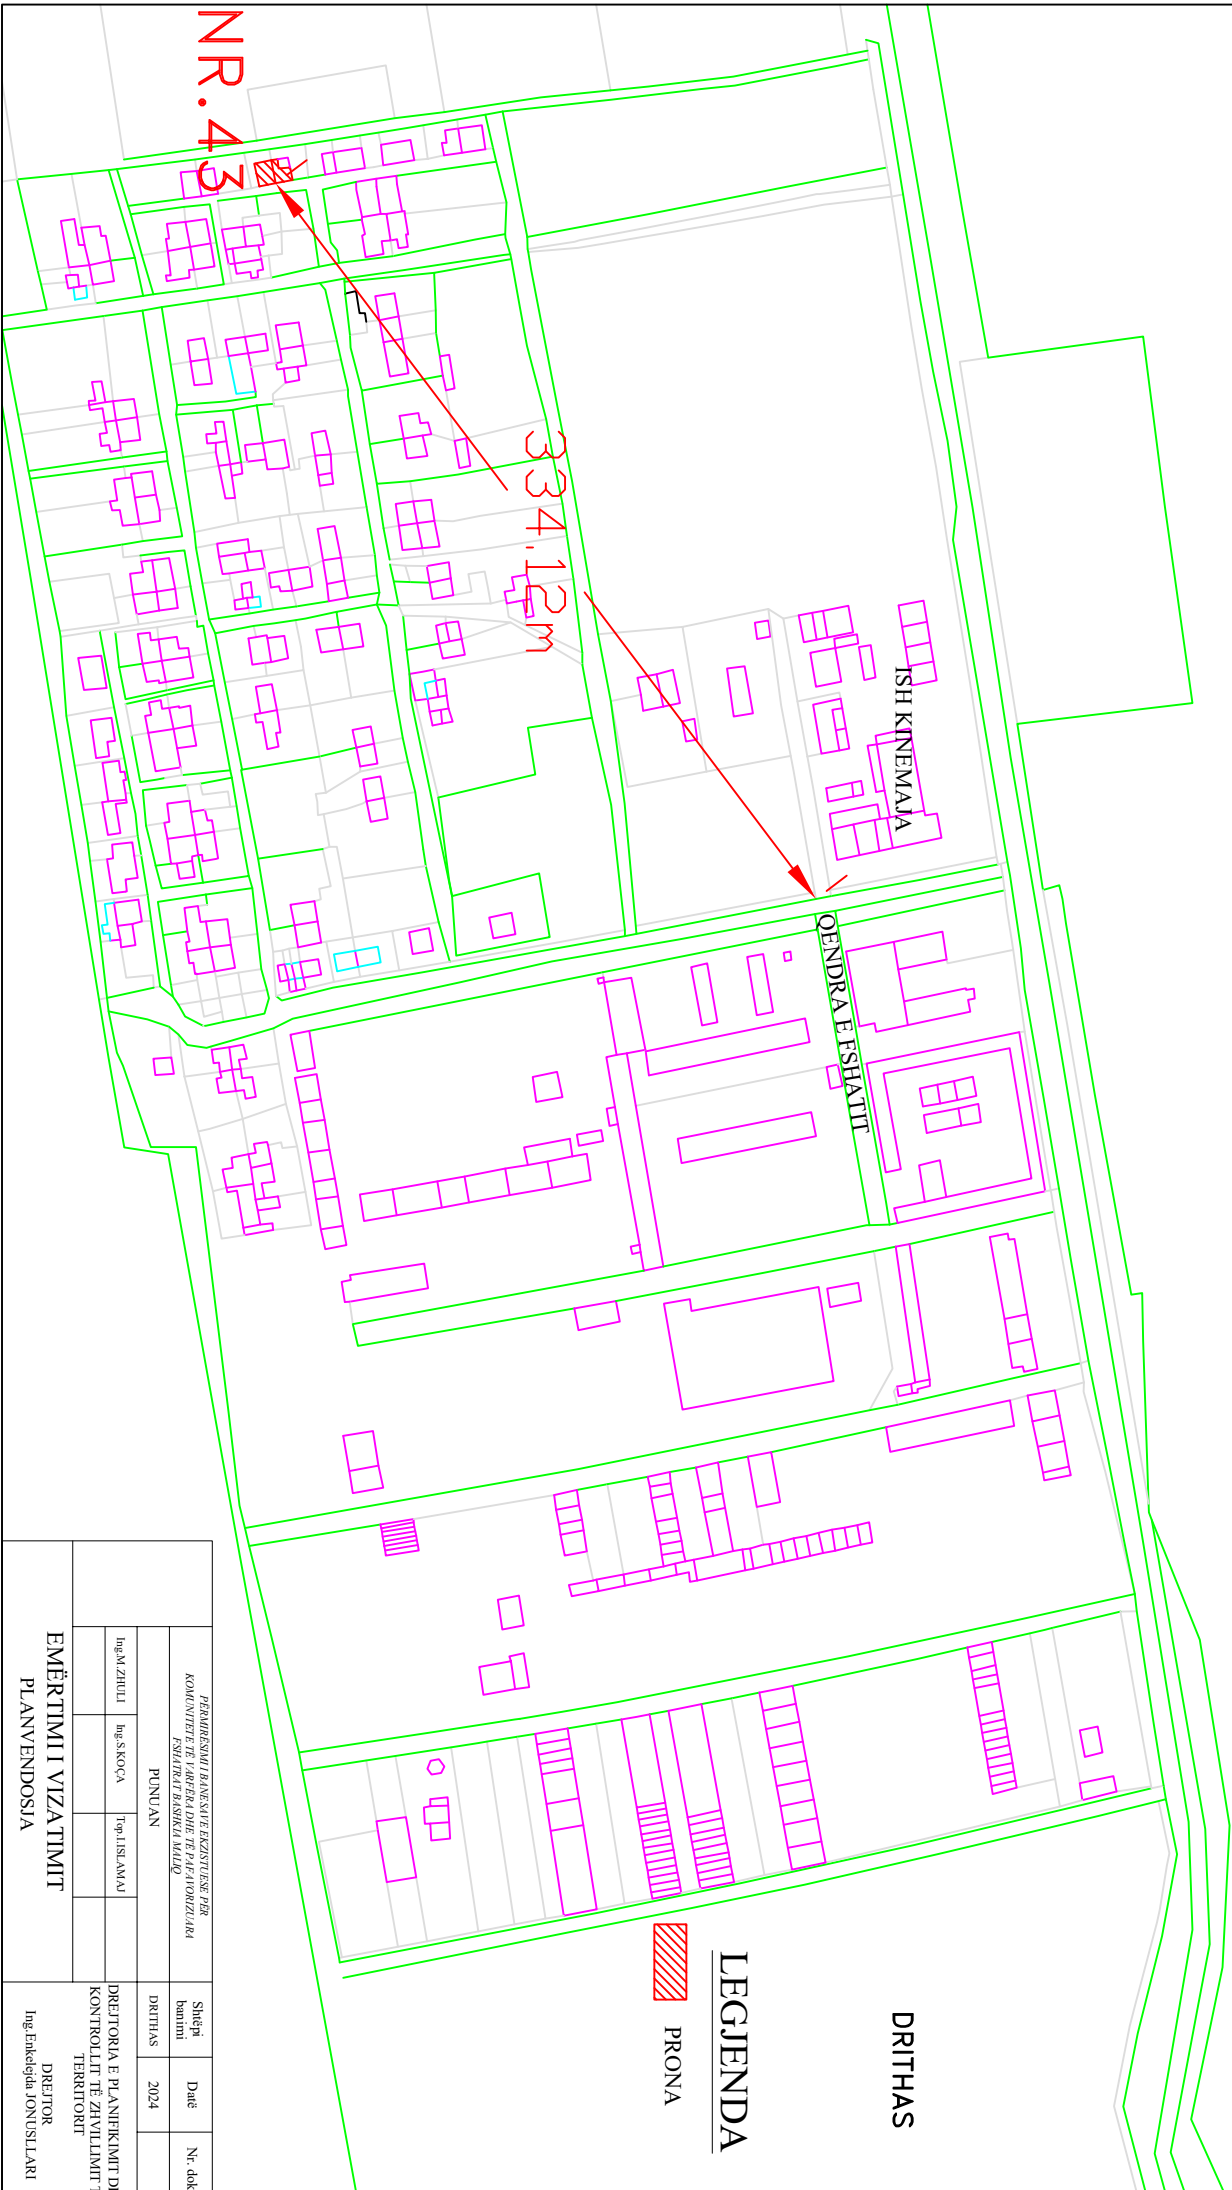 NR.43
334.12m
ISH KINEMAJA
QENDRA E FSHATIT
DRITHAS
LEGJENDA
PRONA
PËRMIRËSIMI I BANESAVE EKZISTUESE PËR
KOMUNITETE TË VARFËRA DHE TË PAFAVORIZUARA
FSHATRAT BASHKIA MALIQ
PUNUAN
Ing.M.ZHULI
Ing.S.KOÇA
Top.I.ISLAMAJ
EMËRTIMI I VIZATIMIT
PLANVENDOSJA
Shtëpi
banimi
Datë
Nr. dok
DRITHAS
2024
DREJTORIA E PLANIFIKIMIT
KONTROLLIT TË ZHVILLIMIT
TERRITORIT
DREJTOR
Ing.Enkelejda JONUSLLARI